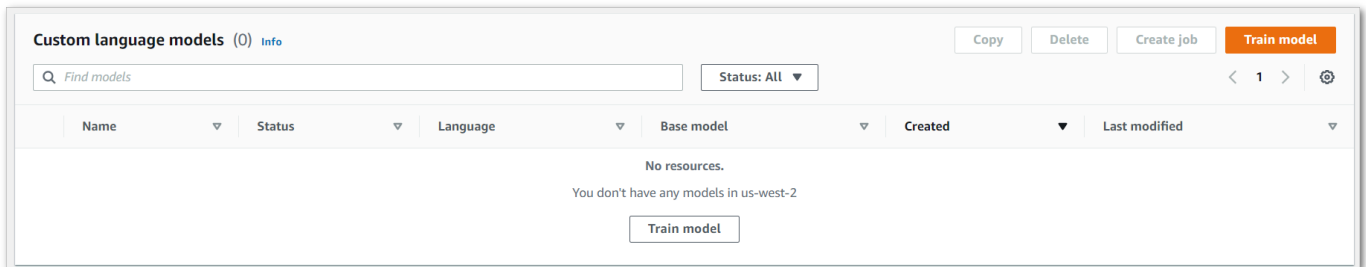 Custom language models (0) Info Copy Delete Create job Train model
Find models Status: All 1
Name Status Language Base model Created Last modified
No resources.
You don't have any models in us-west-2
Train model